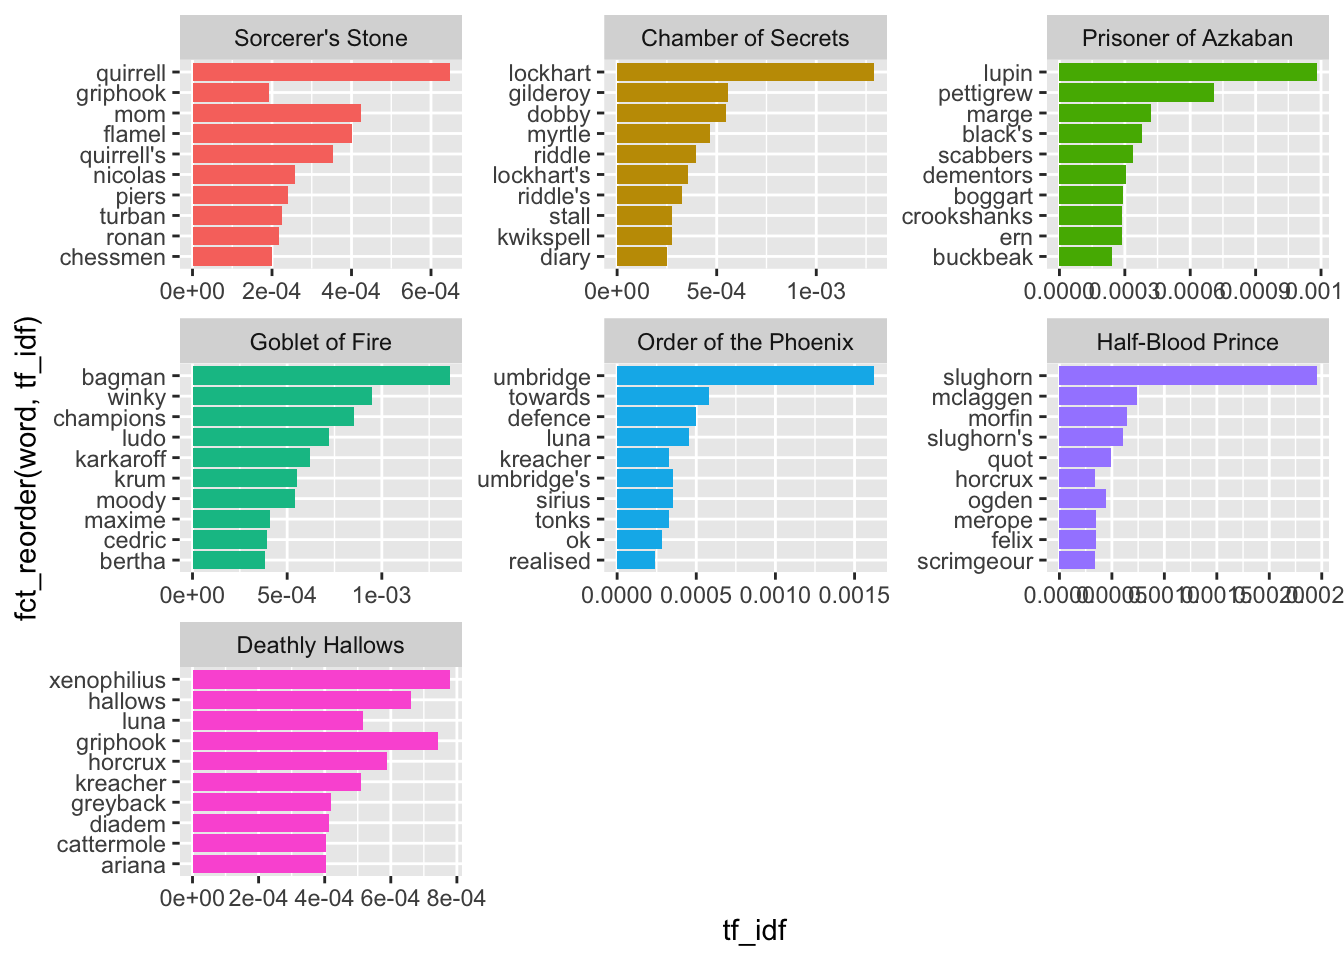 Sorcerer's Stone
quirrell
griphook
mom
flamel
quirrell's
nicolas
piers
turban
ronan
chessmen
0e+00 2e-04 4e-04 6e-04
Chamber of Secrets
lockhart
gilderoy
dobby
myrtle
riddle
lockhart's
riddle's
stall
kwikspell
diary
0e+00 5e-04 1e-03
Prisoner of Azkaban
lupin
pettigrew
marge
black's
scabbers
dementors
boggart
crookshanks
ern
buckbeak
0.0000 0.0003 0.0006 0.0009 0.001
fct_reorder(word, tf_idf)
Goblet of Fire
bagman
winky
champions
ludo
karkaroff
krum
moody
maxime
cedric
bertha
0e+00 5e-04 1e-03
Order of the Phoenix
umbridge
towards
defence
luna
kreacher
umbridge's
sirius
tonks
ok
realised
0.0000 0.0005 0.0010 0.0015
Half-Blood Prince
slughorn
mclaggen
morfin
slughorn's
quot
horcrux
ogden
merope
felix
scrimgeour
0.0000 0.0005 0.0010 0.0015 0.0020 0.002
Deathly Hallows
xenophilius
hallows
luna
griphook
horcrux
kreacher
greyback
diadem
cattermole
ariana
0e+00 2e-04 4e-04 6e-04 8e-04
tf_idf